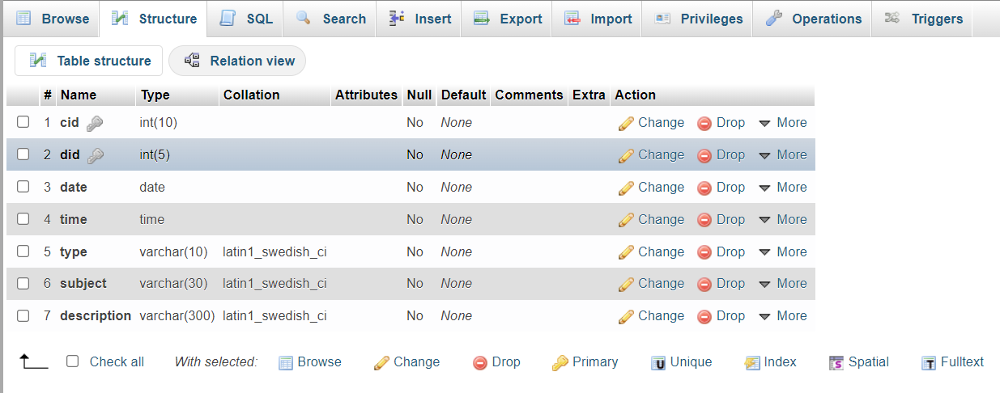 Browse Structure SQL Search Insert Export Import Privileges Operations Triggers
Table structure Relation view
# Name Type Collation Attributes Null Default Comments Extra Action
1 cid int(10) No None Change Drop More
2 did int(5) No None Change Drop More
3 date date No None Change Drop More
4 time time No None Change Drop More
5 type varchar(10) latin1_swedish_ci No None Change Drop More
6 subject varchar(30) latin1_swedish_ci No None Change Drop More
7 description varchar(300) latin1_swedish_ci No None Change Drop More
Check all With selected: Browse Change Drop Primary Unique Index Spatial Fulltext